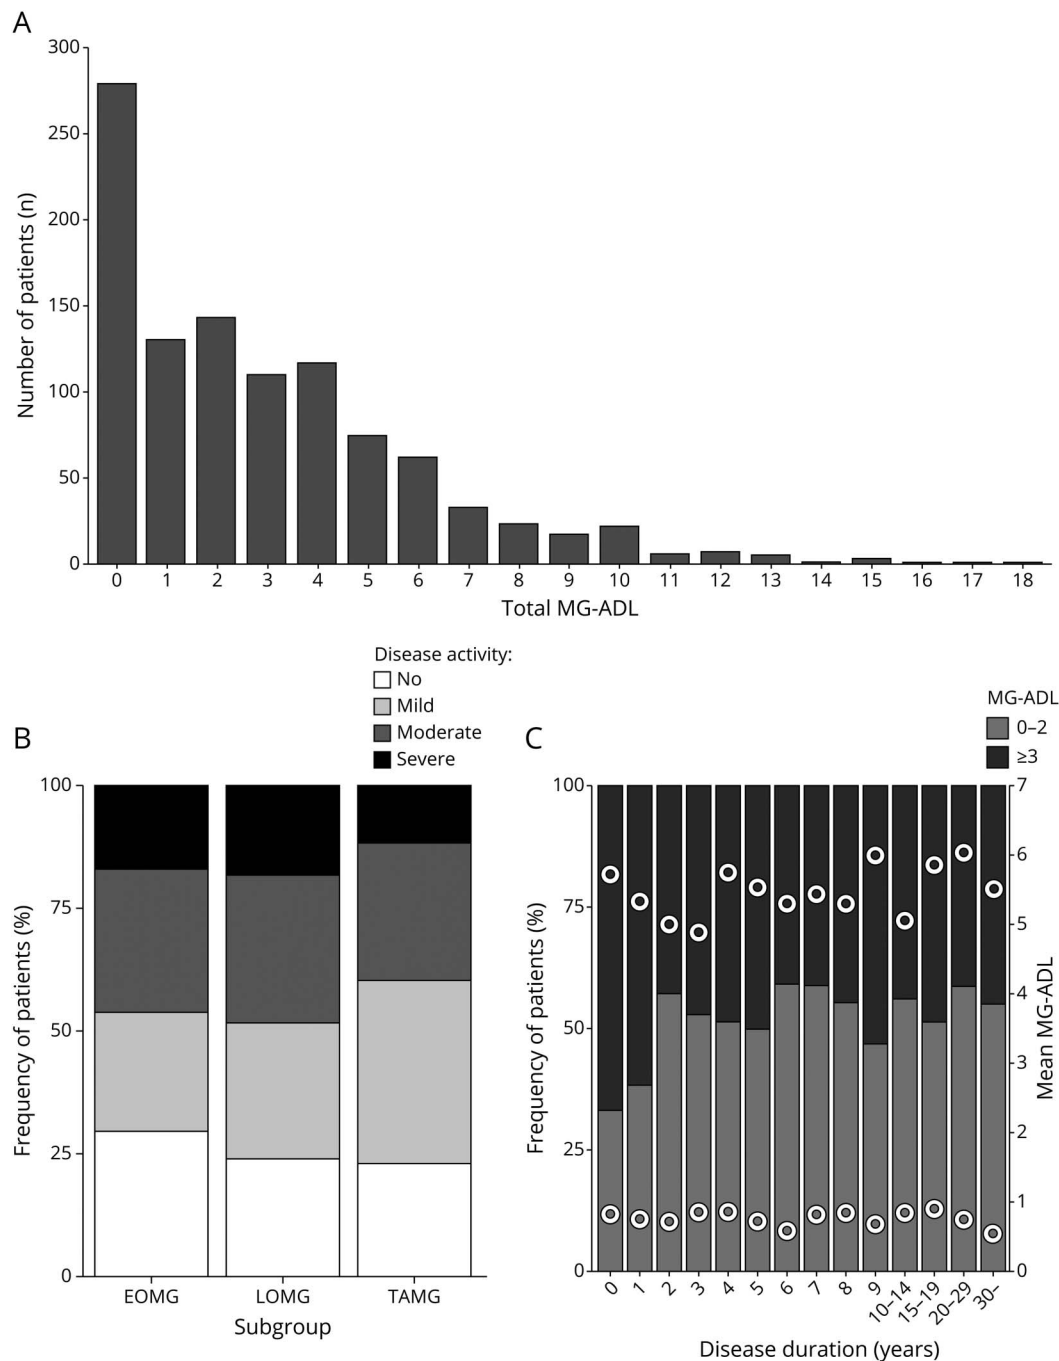 A
300
250
200
150
100
50
0
Number of patients (n)
0 1 2 3 4 5 6 7 8 9 10 11 12 13 14 15 16 17 18
Total MG-ADL
Disease activity:
No
Mild
Moderate
Severe
B
100
75
50
25
0
Frequency of patients (%)
EOMG LOMG TAMG
Subgroup
MG-ADL
0–2
≥3
C
100
75
50
25
0
Frequency of patients (%)
7
6
5
4
3
2
1
0
Mean MG-ADL
0 1 2 3 4 5 6 7 8 9 10–14 15–19 20–29 30–
Disease duration (years)